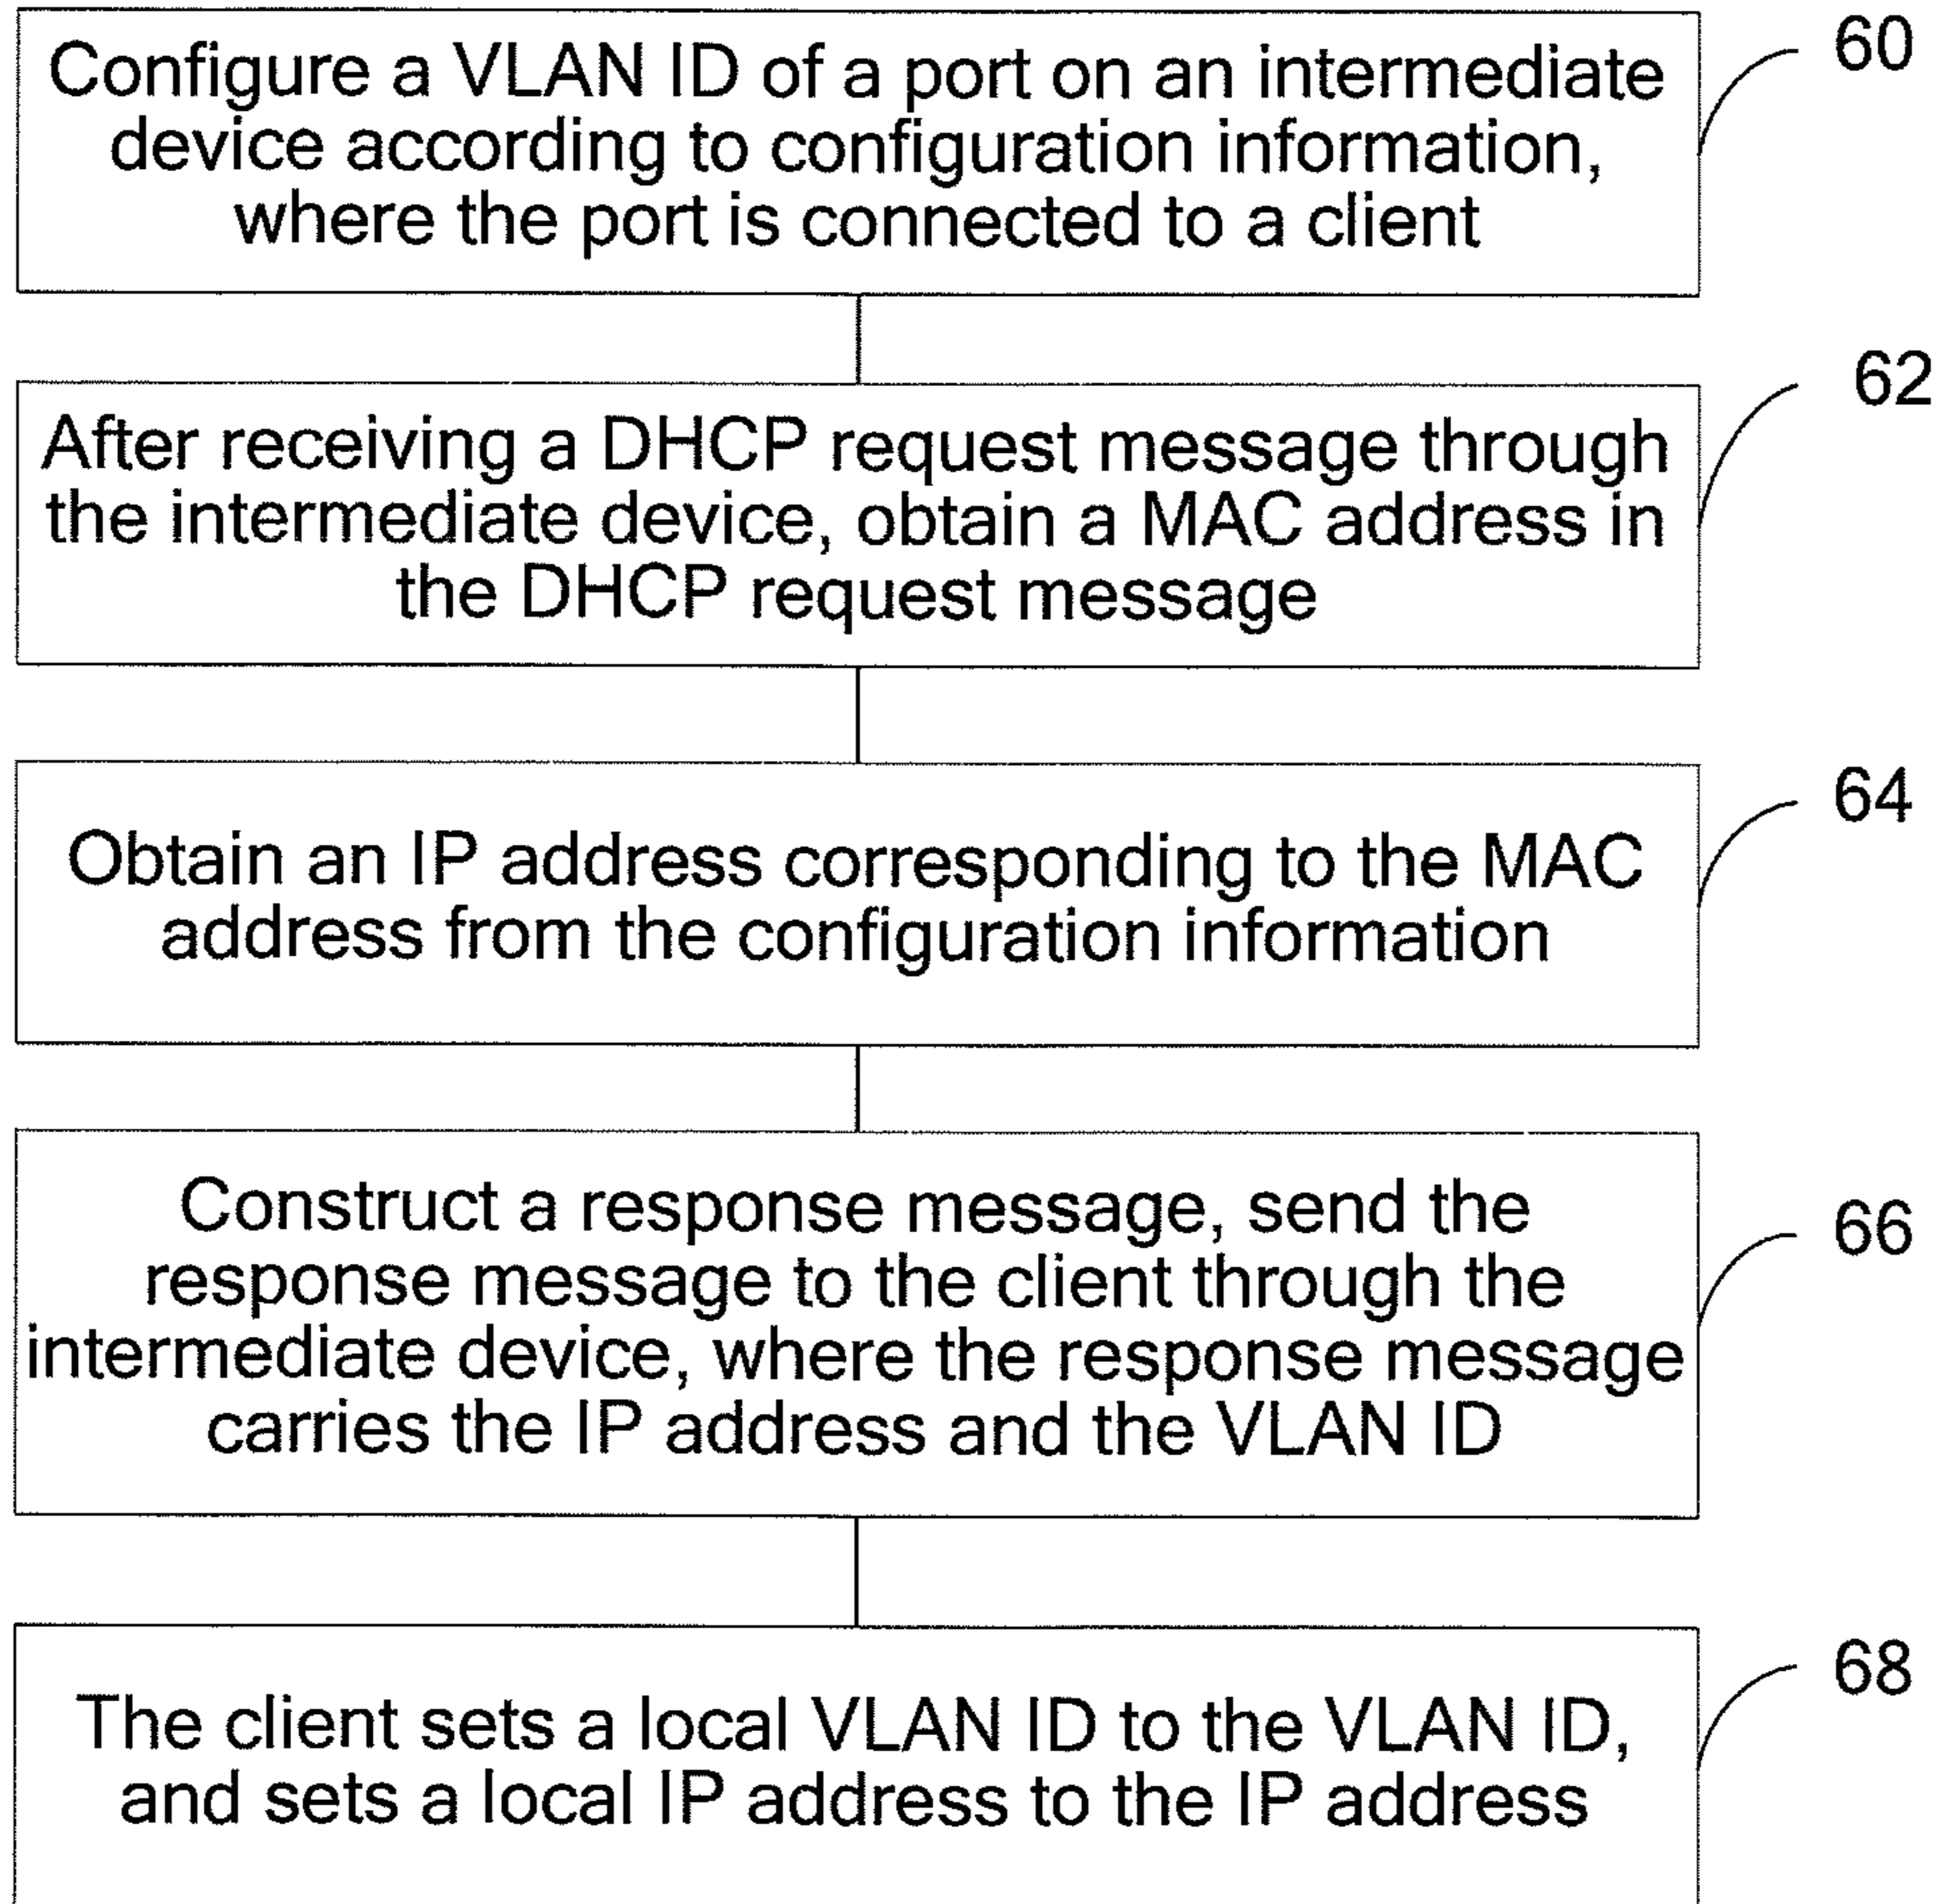 Configure a VLAN ID of a port on an intermediate
device according to configuration information,
where the port is connected to a client
60
After receiving a DHCP request message through
the intermediate device, obtain a MAC address in
the DHCP request message
62
Obtain an IP address corresponding to the MAC
address from the configuration information
64
Construct a response message, send the
response message to the client through the
intermediate device, where the response message
carries the IP address and the VLAN ID
66
The client sets a local VLAN ID to the VLAN ID,
and sets a local IP address to the IP address
68